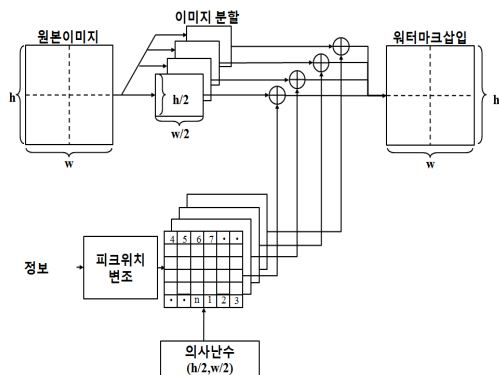 원본이미지
이미지 분할
워터마크삽입
h
h/2
w/2
w
h
w
정보
피크위치
변조
4 5 6 7 • •
• • n 1 2 3
의사난수
(h/2,w/2)